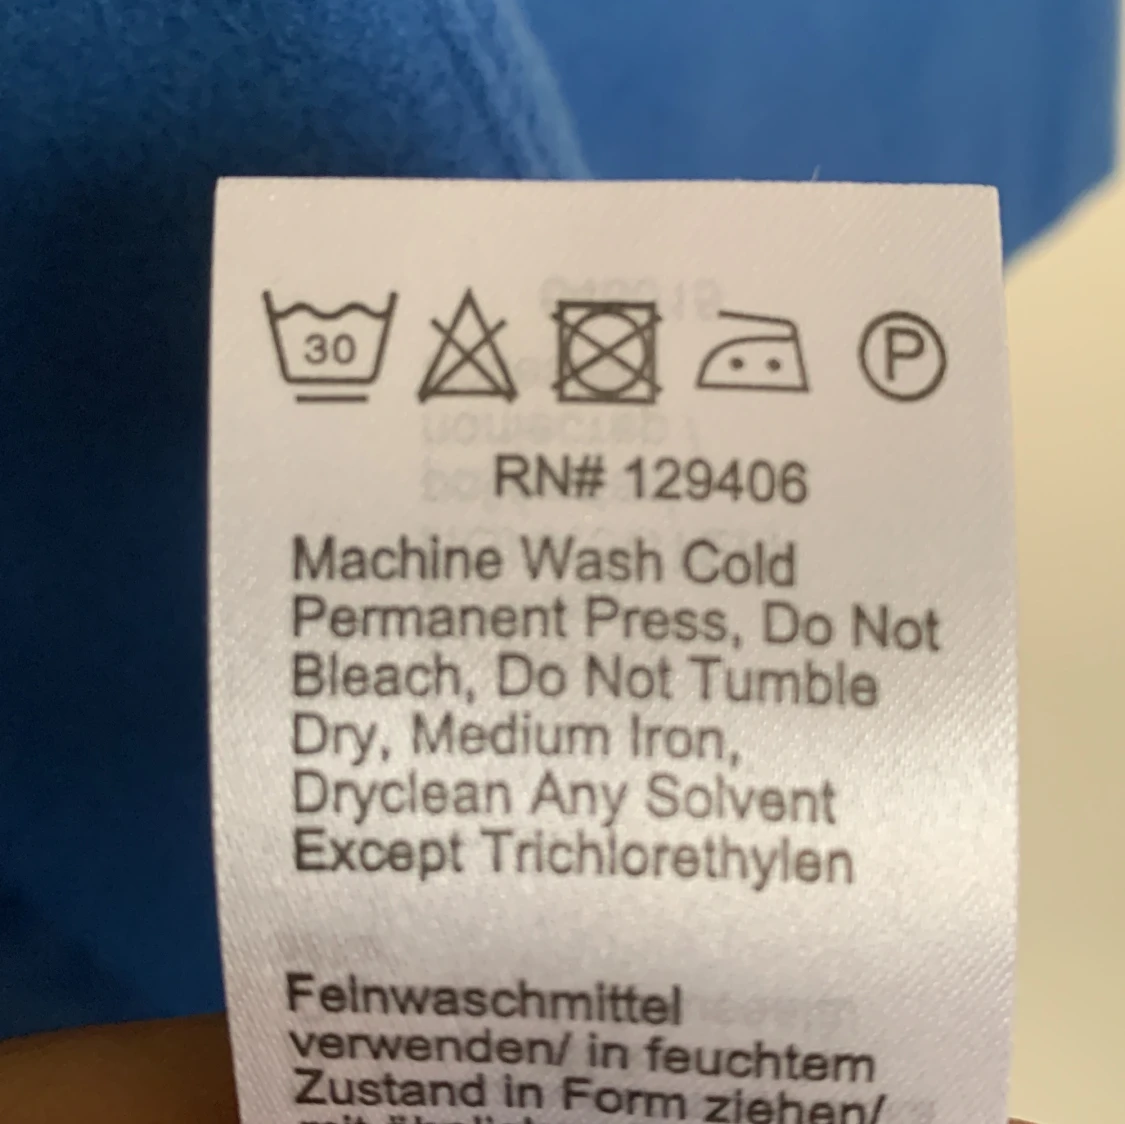 30
P
RN# 129406
Machine Wash Cold
Permanent Press, Do Not
Bleach, Do Not Tumble
Dry, Medium Iron,
Dryclean Any Solvent
Except Trichlorethylen
Feinwaschmittel
verwenden/ in feuchtem
Zustand in Form ziehen/